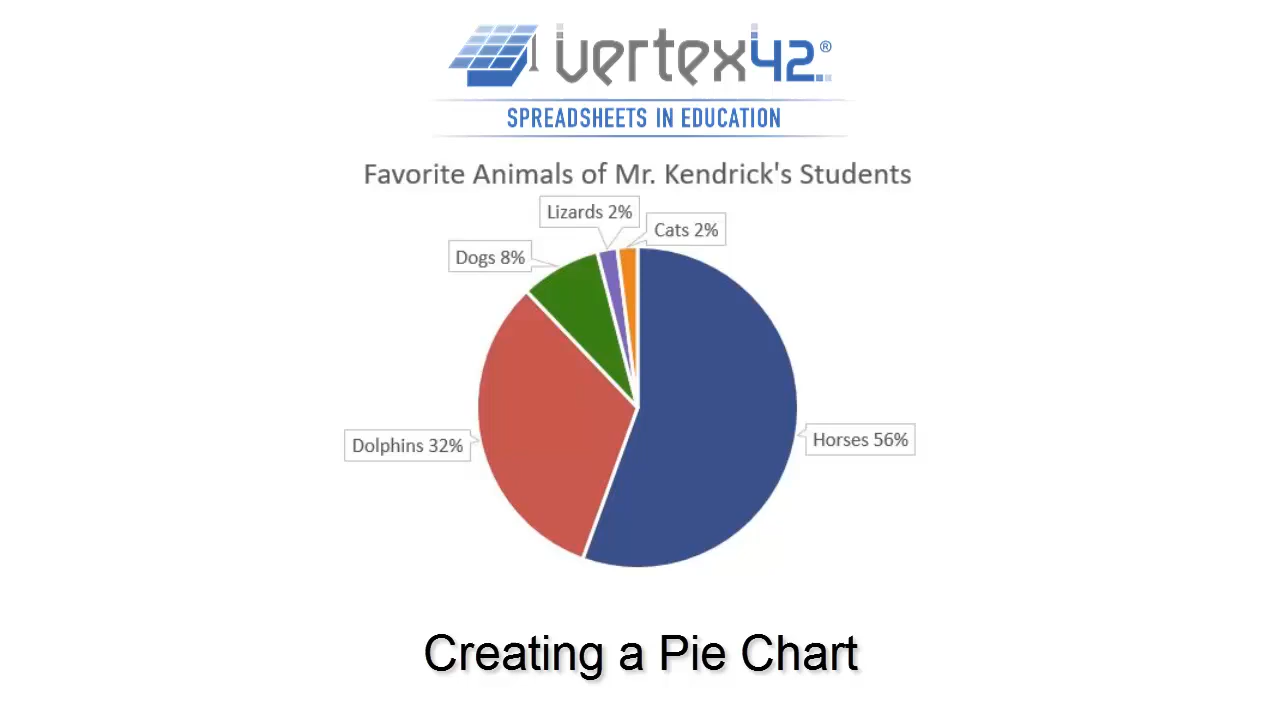 vertex42®
SPREADSHEETS IN EDUCATION
Favorite Animals of Mr. Kendrick's Students
Lizards 2%
Cats 2%
Dogs 8%
Horses 56%
Dolphins 32%
Creating a Pie Chart